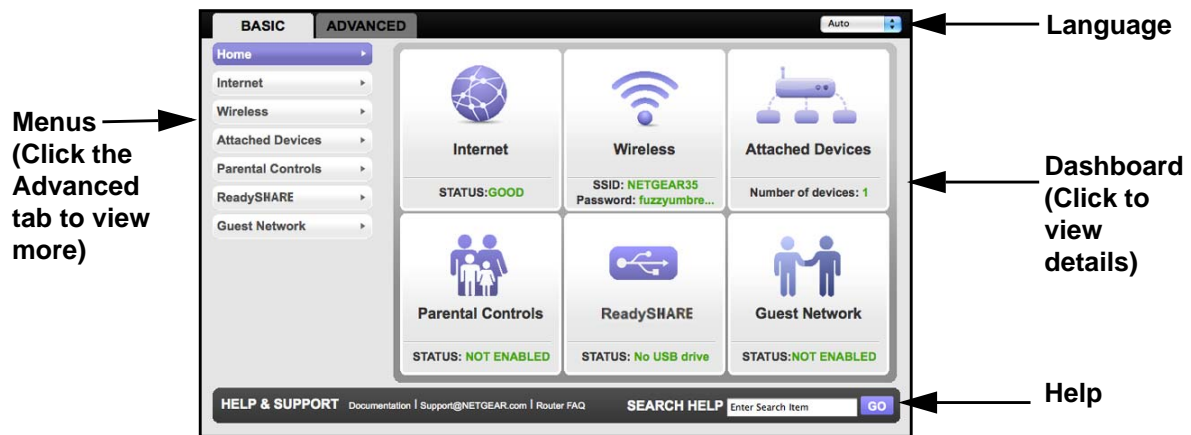 BASIC
ADVANCED
Auto
Language
Home
Internet
Wireless
Attached Devices
Parental Controls
ReadySHARE
Guest Network
Menus
(Click the
Advanced
tab to view
more)
Internet
STATUS:GOOD
Wireless
SSID: NETGEAR35
Password: fuzzyumbre...
Attached Devices
Number of devices: 1
Parental Controls
STATUS: NOT ENABLED
ReadySHARE
STATUS: No USB drive
Guest Network
STATUS:NOT ENABLED
Dashboard
(Click to
view
details)
HELP & SUPPORT Documentation | Support@NETGEAR.com | Router FAQ
SEARCH HELP Enter Search Item GO
Help